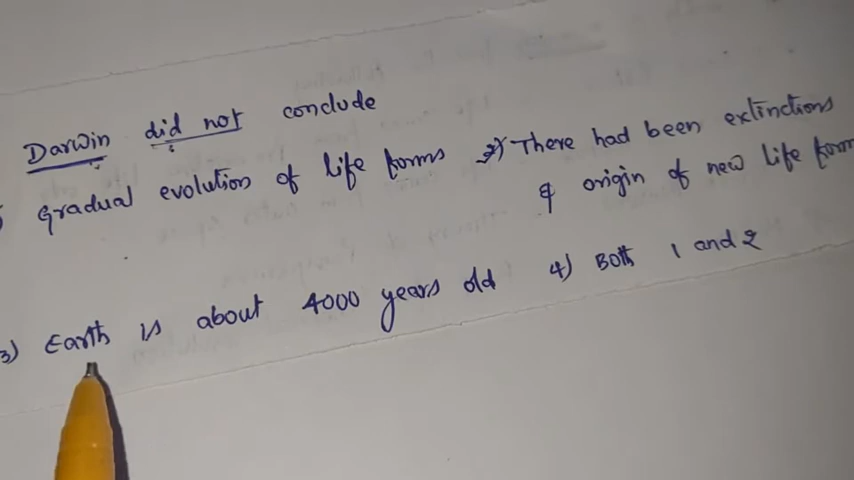 Darwin did not conclude
Gradual evolution of life forms 2) There had been extinctions
& origin of new life form
3) Earth is about 4000 years old 4) Both 1 and 2